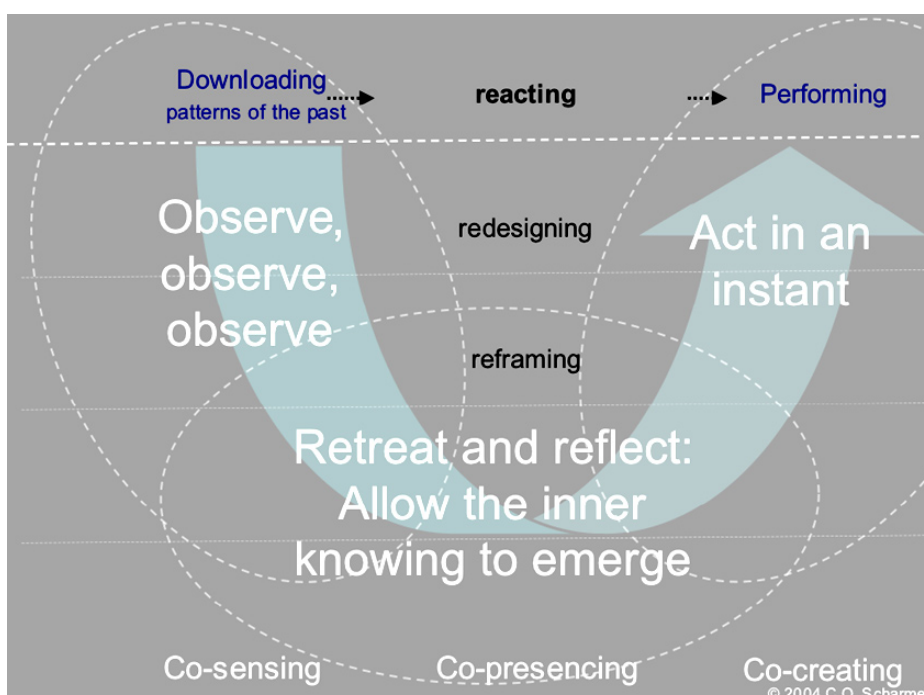 Downloading
patterns of the past
reacting
Performing
Observe,
observe,
observe
redesigning
Act in an
instant
reframing
Retreat and reflect:
Allow the inner
knowing to emerge
Co-sensing
Co-presencing
Co-creating
© 2004 C.O.